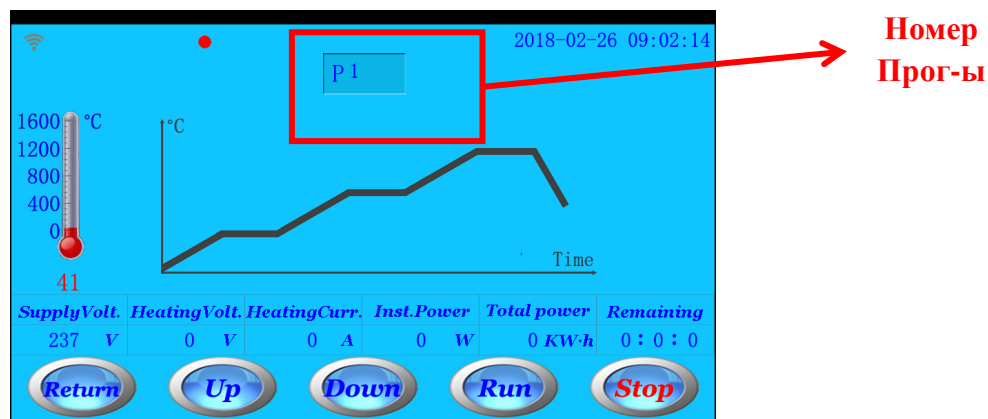 2018-02-26 09:02:14
Номер
Прог-ы
P 1
1600 °C
1200
800
400
0
41
°C
Time
SupplyVolt. HeatingVolt. HeatingCurr. Inst.Power Total power Remaining
237 V 0 V 0 A 0 W 0 KW·h 0 : 0 : 0
Return Up Down Run Stop